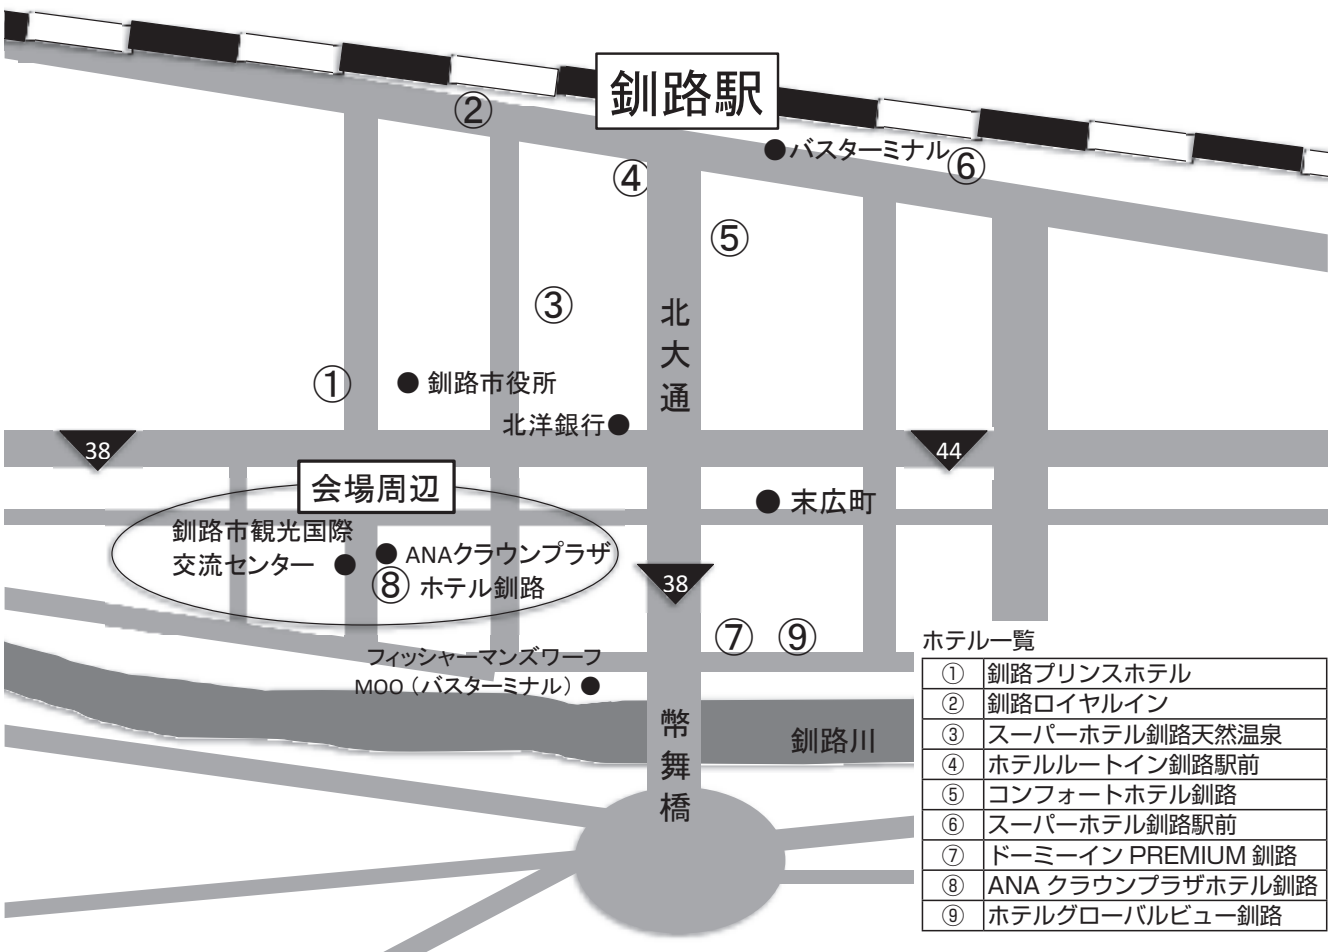 釧路駅
②
●バスターミナル
⑥
④
⑤
③
北大通
①
●釧路市役所
北洋銀行●
38
44
会場周辺
●末広町
釧路市観光国際
交流センター●
●ANAクラウンプラザ
⑧ホテル釧路
38
⑦
⑨
フィッシャーマンズワーフ
MOO（バスターミナル）●
幣舞橋
釧路川
ホテル一覧
① 釧路プリンスホテル
② 釧路ロイヤルイン
③ スーパーホテル釧路天然温泉
④ ホテルルートイン釧路駅前
⑤ コンフォートホテル釧路
⑥ スーパーホテル釧路駅前
⑦ ドーミーイン PREMIUM 釧路
⑧ ANA クラウンプラザホテル釧路
⑨ ホテルグローバルビュー釧路